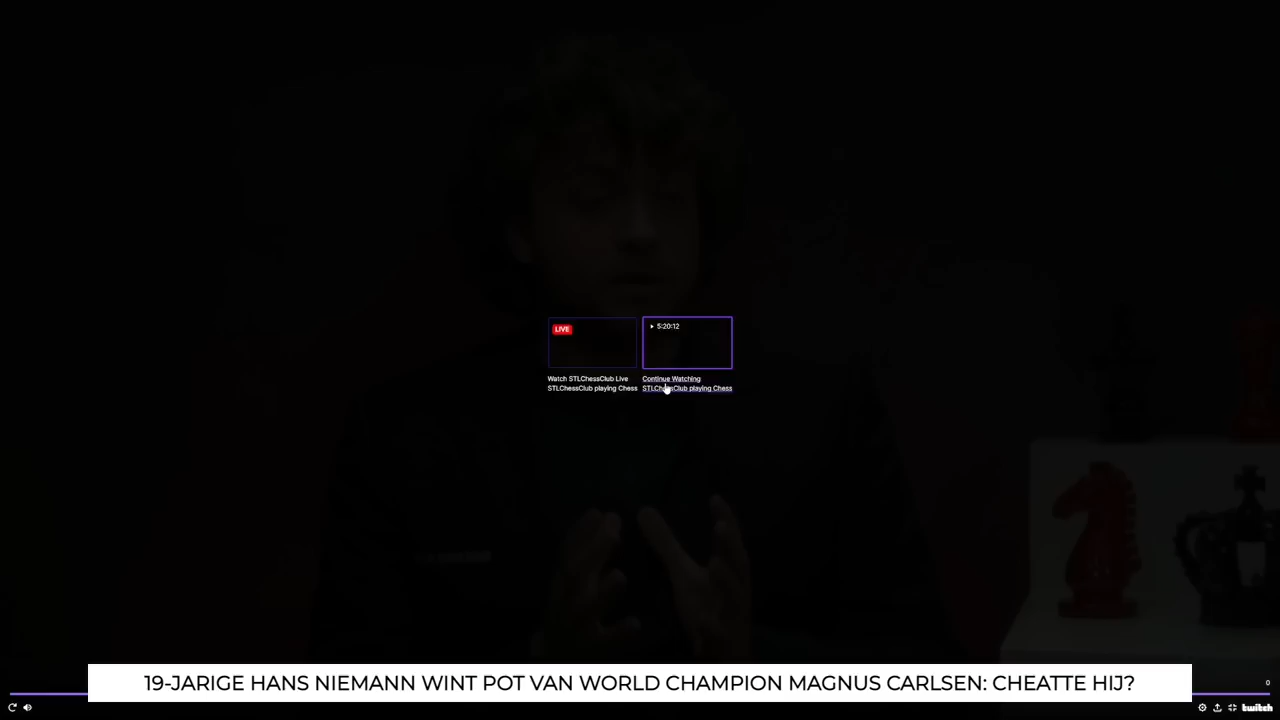 LIVE
5:20:12
Watch STLChessClub Live
STLChessClub playing Chess
Continue Watching
STLChessClub playing Chess
19-JARIGE HANS NIEMANN WINT POT VAN WORLD CHAMPION MAGNUS CARLSEN: CHEATTE HIJ?
0
twitch